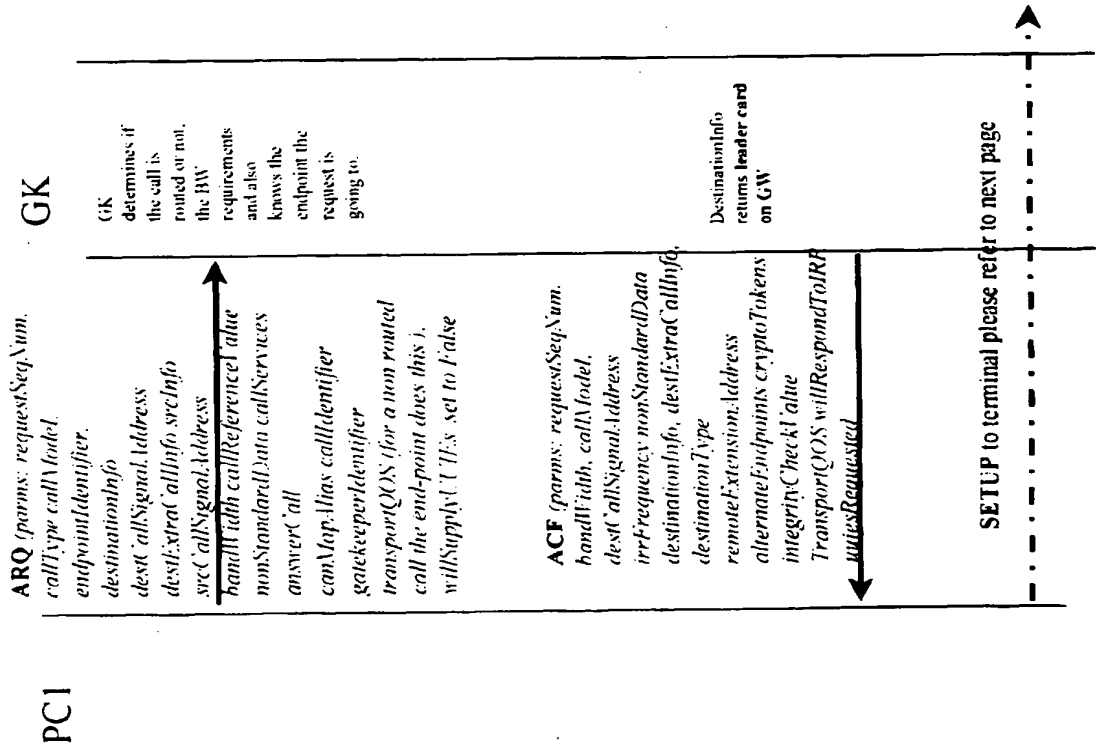 PC1
GK
ARQ (parms: requestSeqNum,
callType callModel,
endpointIdentifier,
destinationInfo
destCallSignalAddress
destExtraCallInfo srcInfo
srcCallSignalAddress
bandWidth callReferenceValue
nonStandardData callServices
answerCall
canMapAlias callIdentifier
gatekeeperIdentifier
transportQOS (for a non routed
call the end-point does this ),
willSupplyUUIEs set to False
GK
determines if
the call is
routed or not,
the BW
requirements
and also
knows the
endpoint the
request is
going to.
ACF (parms: requestSeqNum,
bandWidth, callModel,
destCallSignalAddress
irrFrequency nonStandardData
destinationInfo, destExtraCallInfo,
destinationType
remoteExtensionAddress
alternateEndpoints cryptoTokens
integrityCheckValue
TransportQOS willRespondToIRR
uuiesRequested
DestinationInfo
returns leader card
on GW
SETUP to terminal please refer to next page